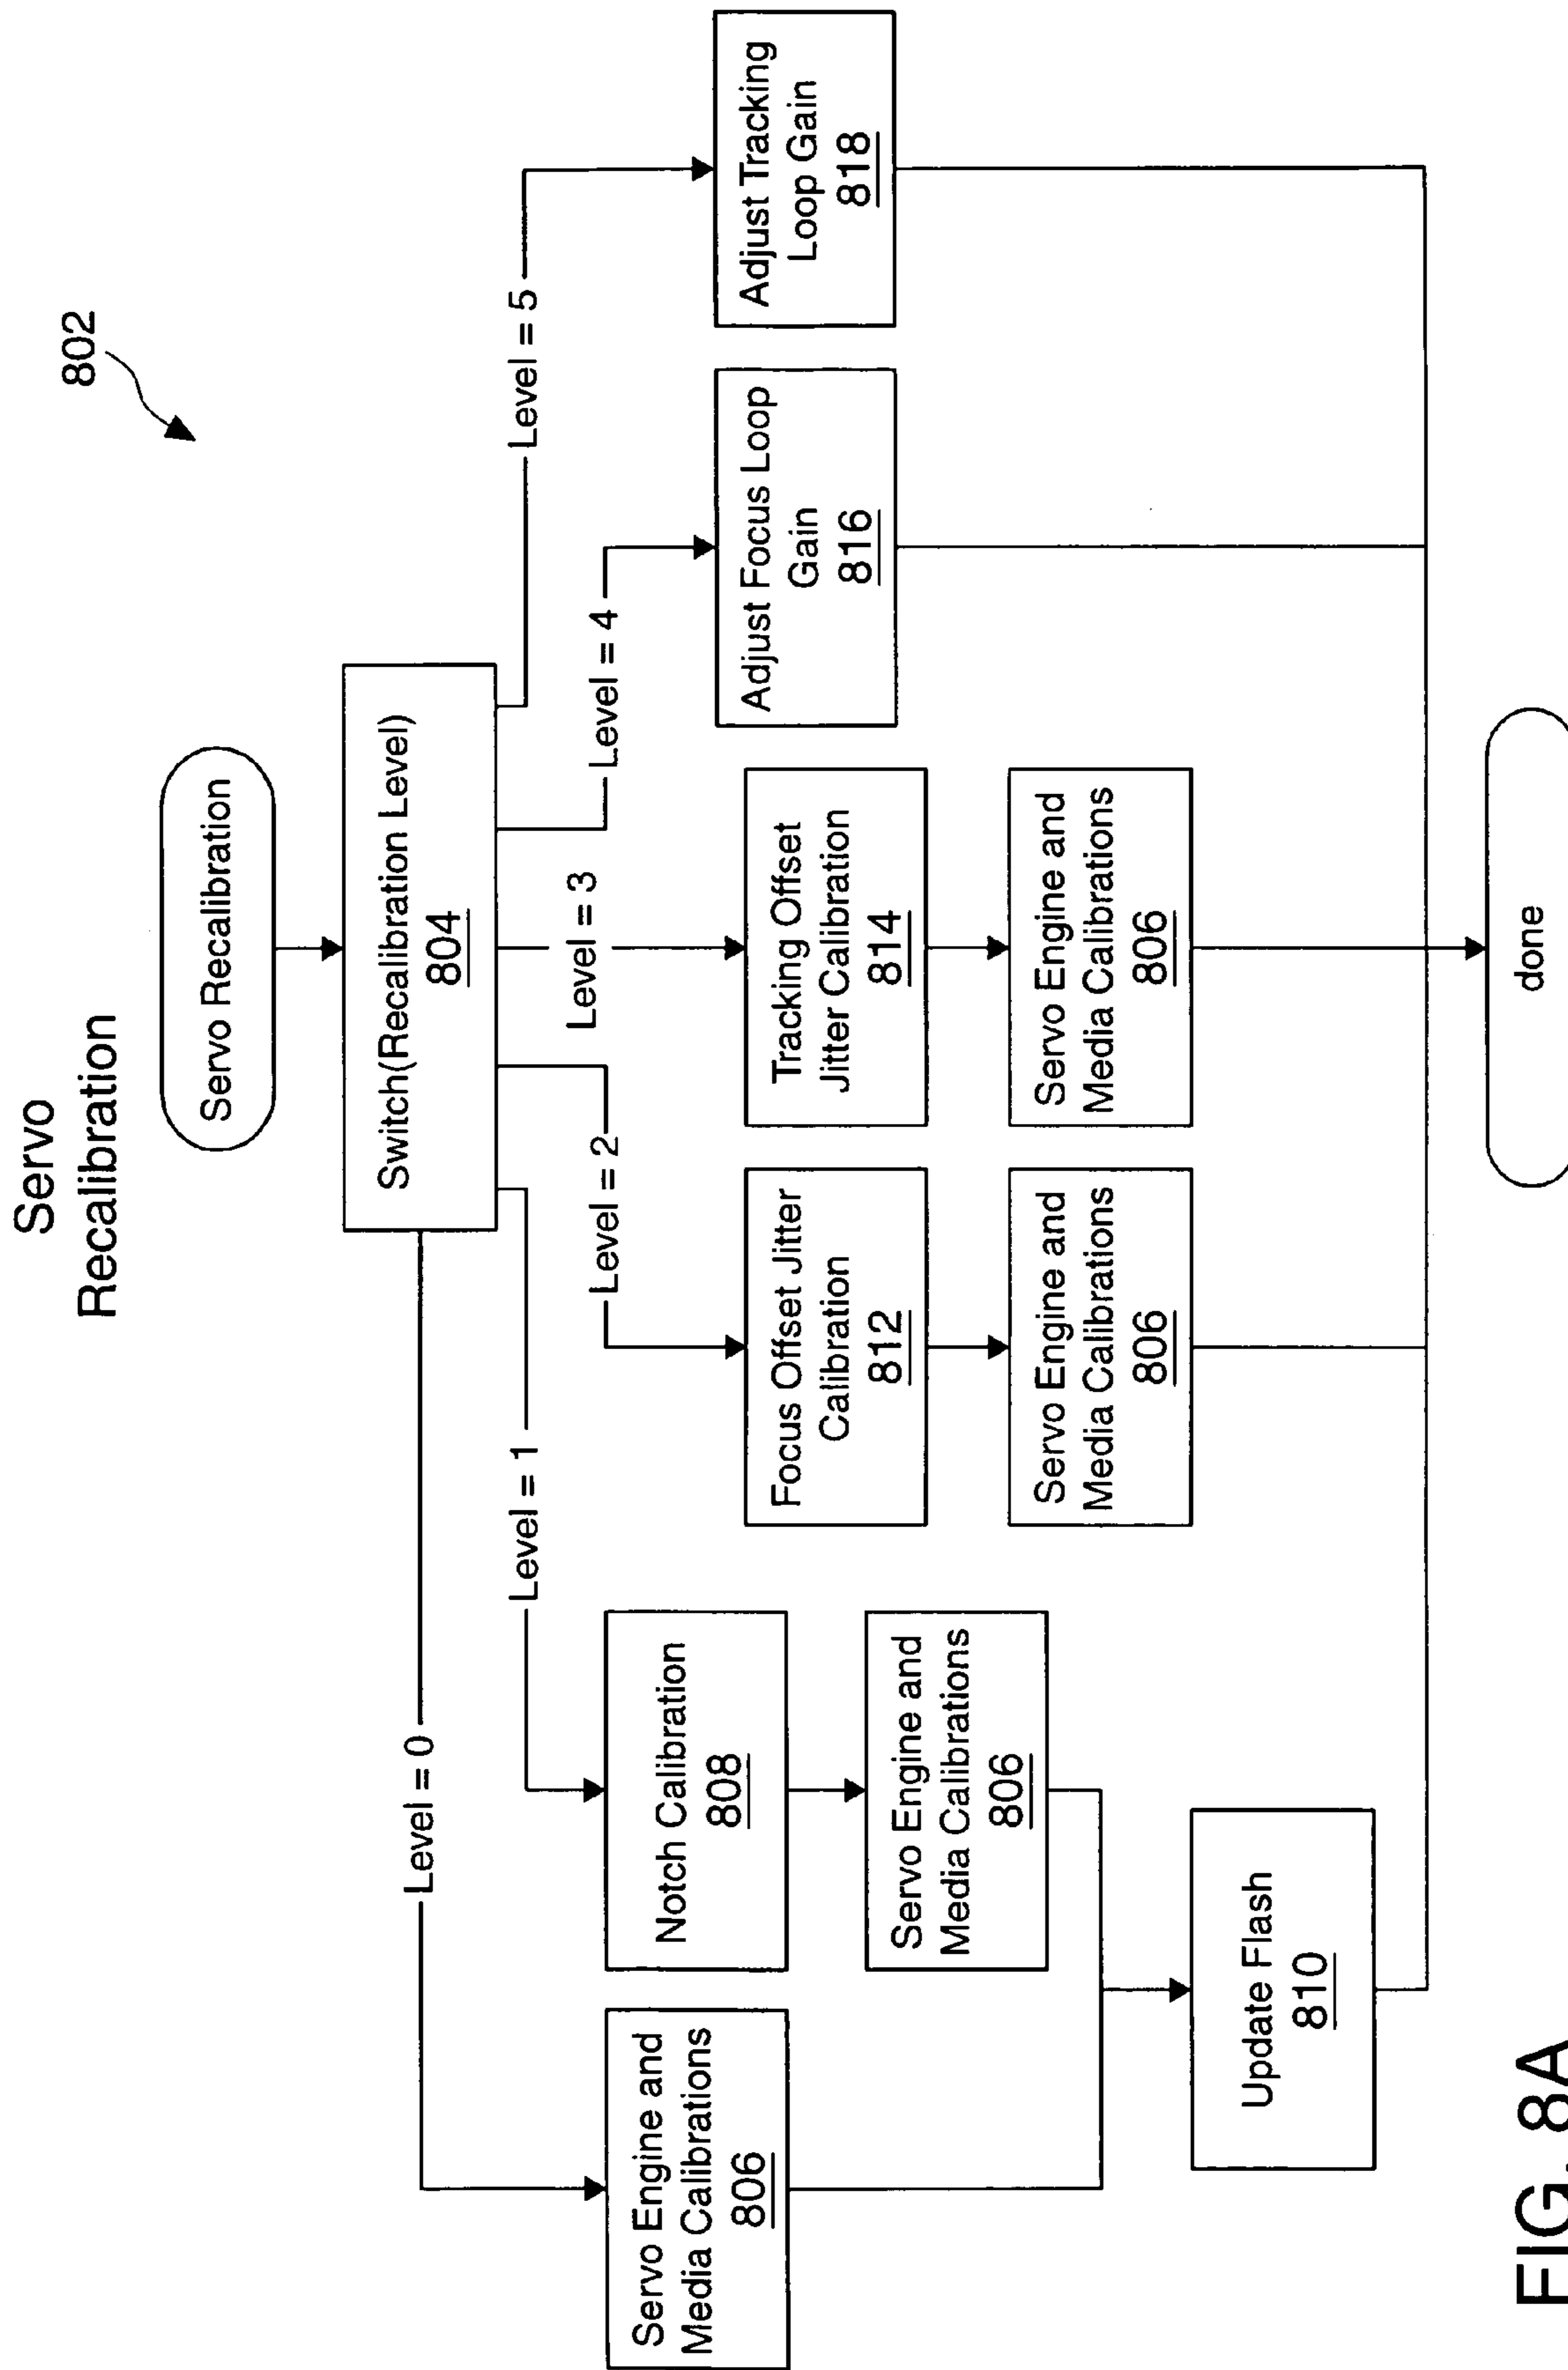 Servo
Recalibration
802
Servo Recalibration
Switch(Recalibration Level)
804
Level = 0
Level = 1
Level = 2
Level = 3
Level = 4
Level = 5
Servo Engine and
Media Calibrations
806
Notch Calibration
808
Servo Engine and
Media Calibrations
806
Update Flash
810
Focus Offset Jitter
Calibration
812
Servo Engine and
Media Calibrations
806
Tracking Offset
Jitter Calibration
814
Servo Engine and
Media Calibrations
806
Adjust Focus Loop
Gain
816
Adjust Tracking
Loop Gain
818
done
FIG. 8A